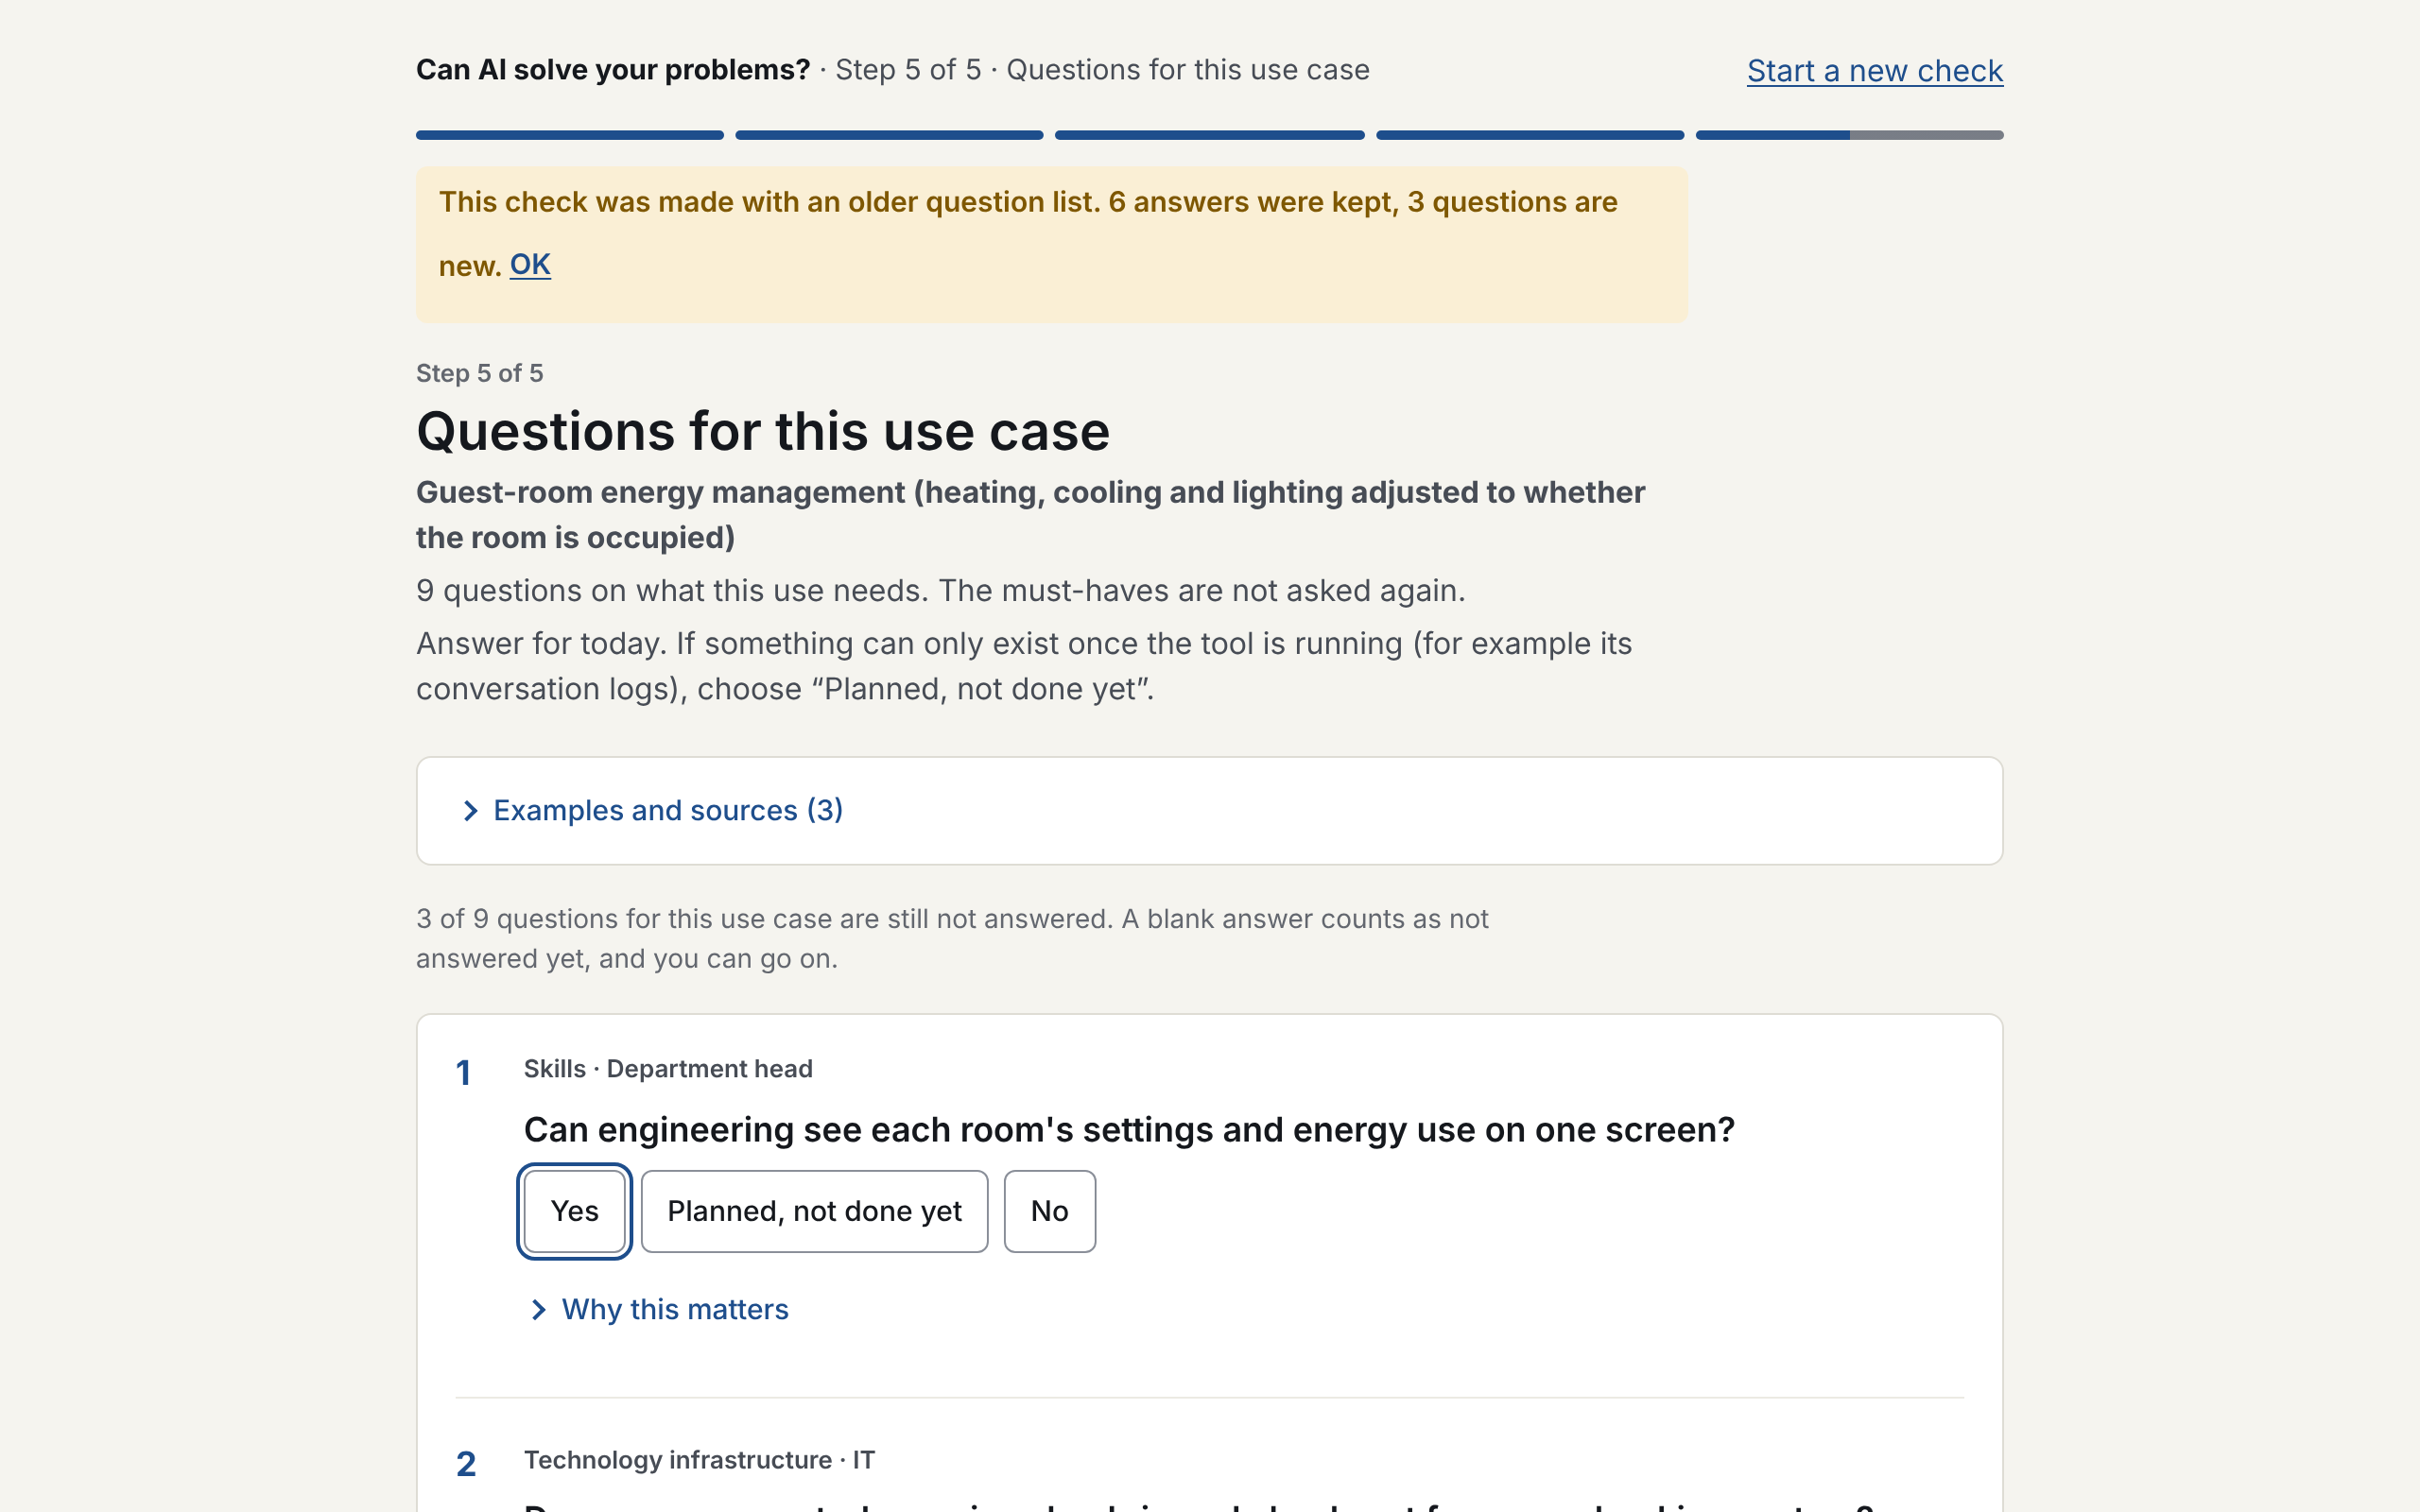 Can AI solve your problems? · Step 5 of 5 · Questions for this use case
Start a new check
This check was made with an older question list. 6 answers were kept, 3 questions are
new. OK
Step 5 of 5
Questions for this use case
Guest-room energy management (heating, cooling and lighting adjusted to whether
the room is occupied)
9 questions on what this use needs. The must-haves are not asked again.
Answer for today. If something can only exist once the tool is running (for example its
conversation logs), choose “Planned, not done yet”.
Examples and sources (3)
3 of 9 questions for this use case are still not answered. A blank answer counts as not
answered yet, and you can go on.
1
Skills · Department head
Can engineering see each room's settings and energy use on one screen?
Yes
Planned, not done yet
No
Why this matters
2
Technology infrastructure · IT